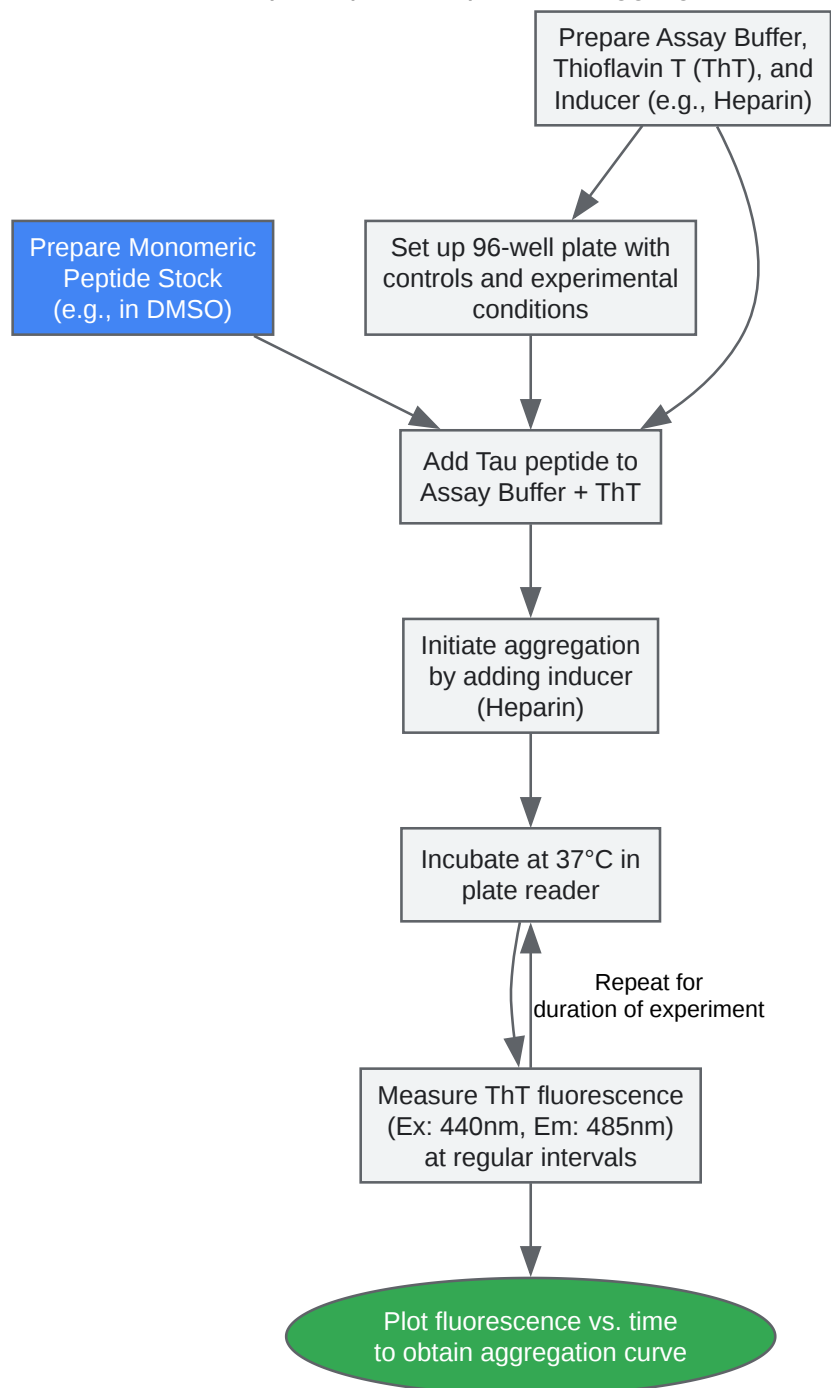 Prepare Assay Buffer,
Thioflavin T (ThT), and
Inducer (e.g., Heparin)
Prepare Monomeric
Peptide Stock
(e.g., in DMSO)
Set up 96-well plate with
controls and experimental
conditions
Add Tau peptide to
Assay Buffer + ThT
Initiate aggregation
by adding inducer
(Heparin)
Incubate at 37°C in
plate reader
Repeat for
duration of experiment
Measure ThT fluorescence
(Ex: 440nm, Em: 485nm)
at regular intervals
Plot fluorescence vs. time
to obtain aggregation curve